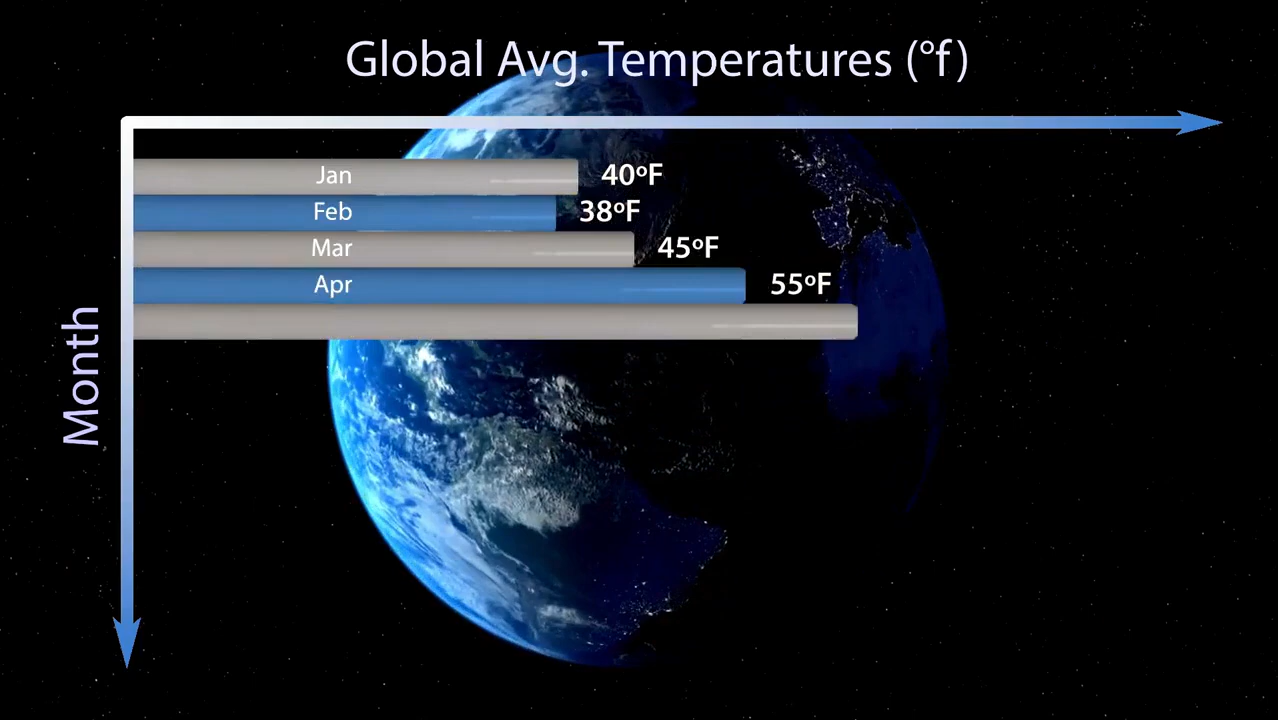 Global Avg. Temperatures (°f)
Jan 40ºF
Feb 38ºF
Mar 45ºF
Apr 55ºF
Month